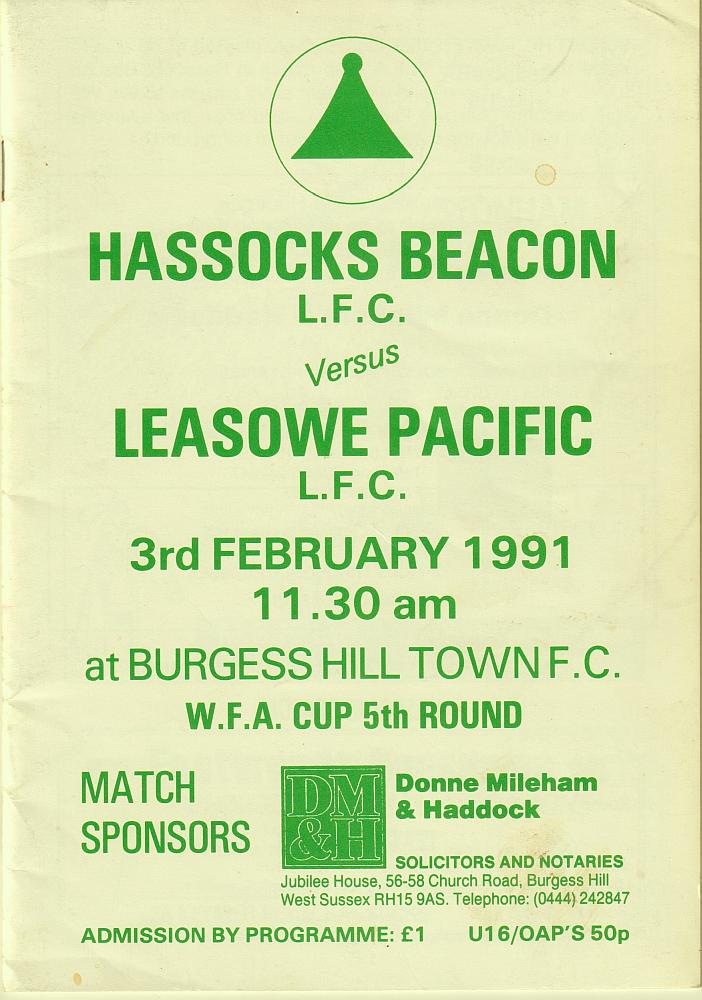 HASSOCKS BEACON
L.F.C.
Versus
LEASOWE PACIFIC
L.F.C.
3rd FEBRUARY 1991
11.30 am
at BURGESS HILL TOWN F.C.
W.F.A. CUP 5th ROUND
MATCH
SPONSORS
DM
&H
Donne Mileham
& Haddock
SOLICITORS AND NOTARIES
Jubilee House, 56-58 Church Road, Burgess Hill
West Sussex RH15 9AS. Telephone: (0444) 242847
ADMISSION BY PROGRAMME: £1 U16/OAP'S 50p